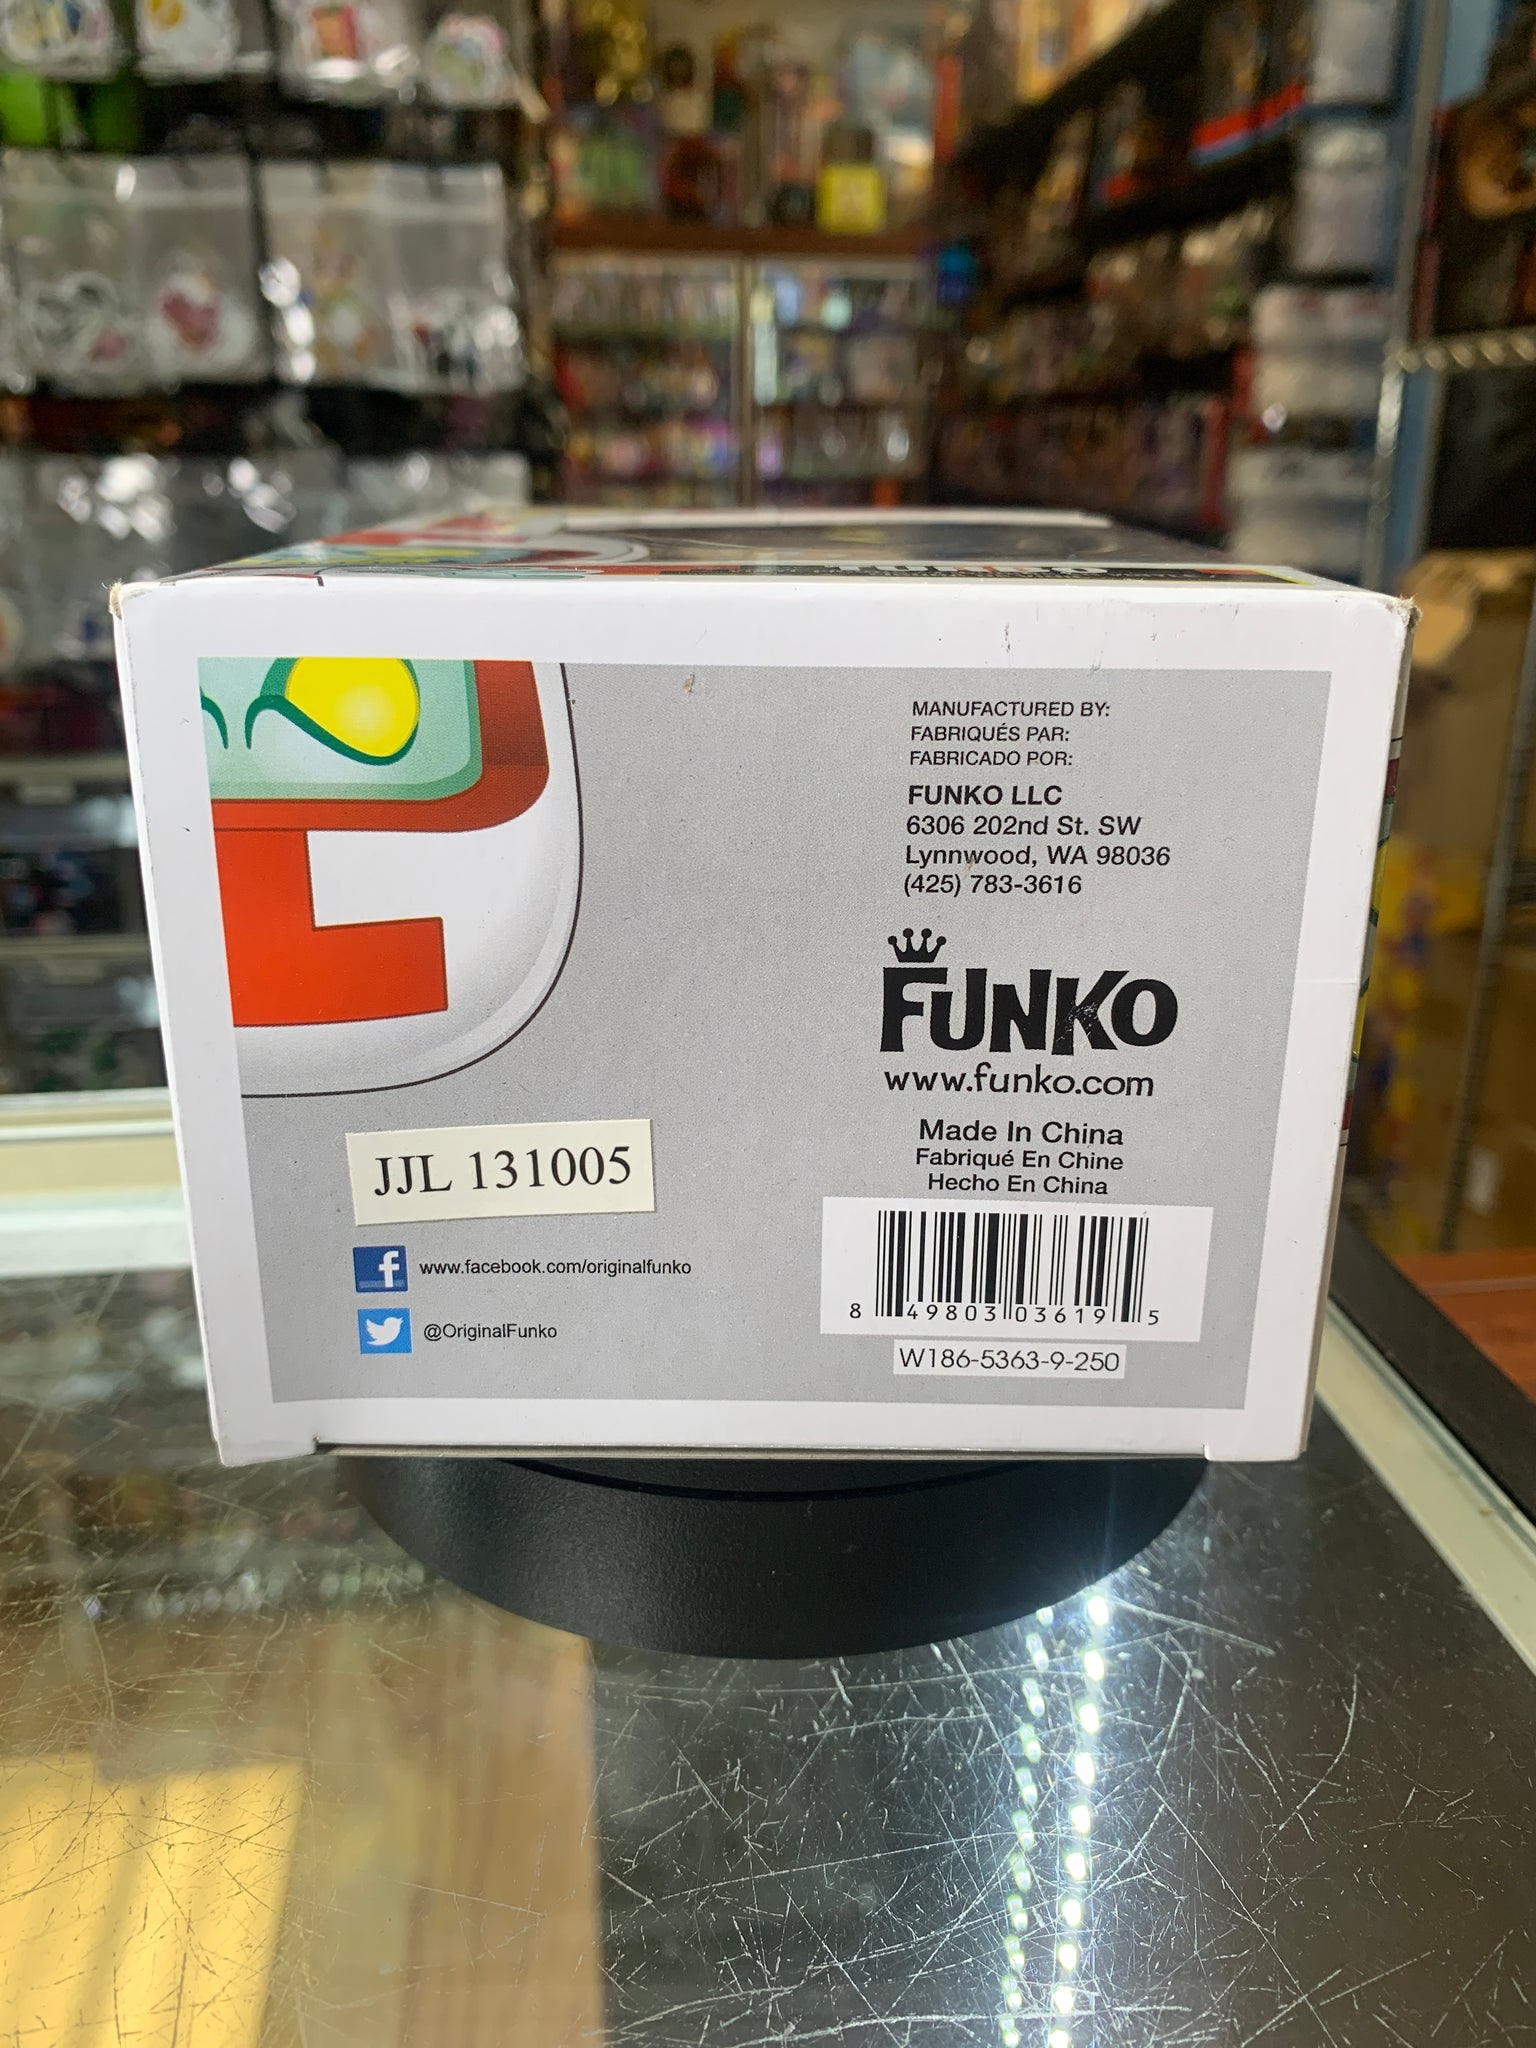 MANUFACTURED BY:
FABRIQUÉS PAR:
FABRICADO POR:
FUNKO LLC
6306 202nd St. SW
Lynnwood, WA 98036
(425) 783-3616
FUNKO
www.funko.com
Made In China
Fabriqué En Chine
Hecho En China
JJL 131005
www.facebook.com/originalfunko
@OriginalFunko
8 49803 03619 5
W186-5363-9-250